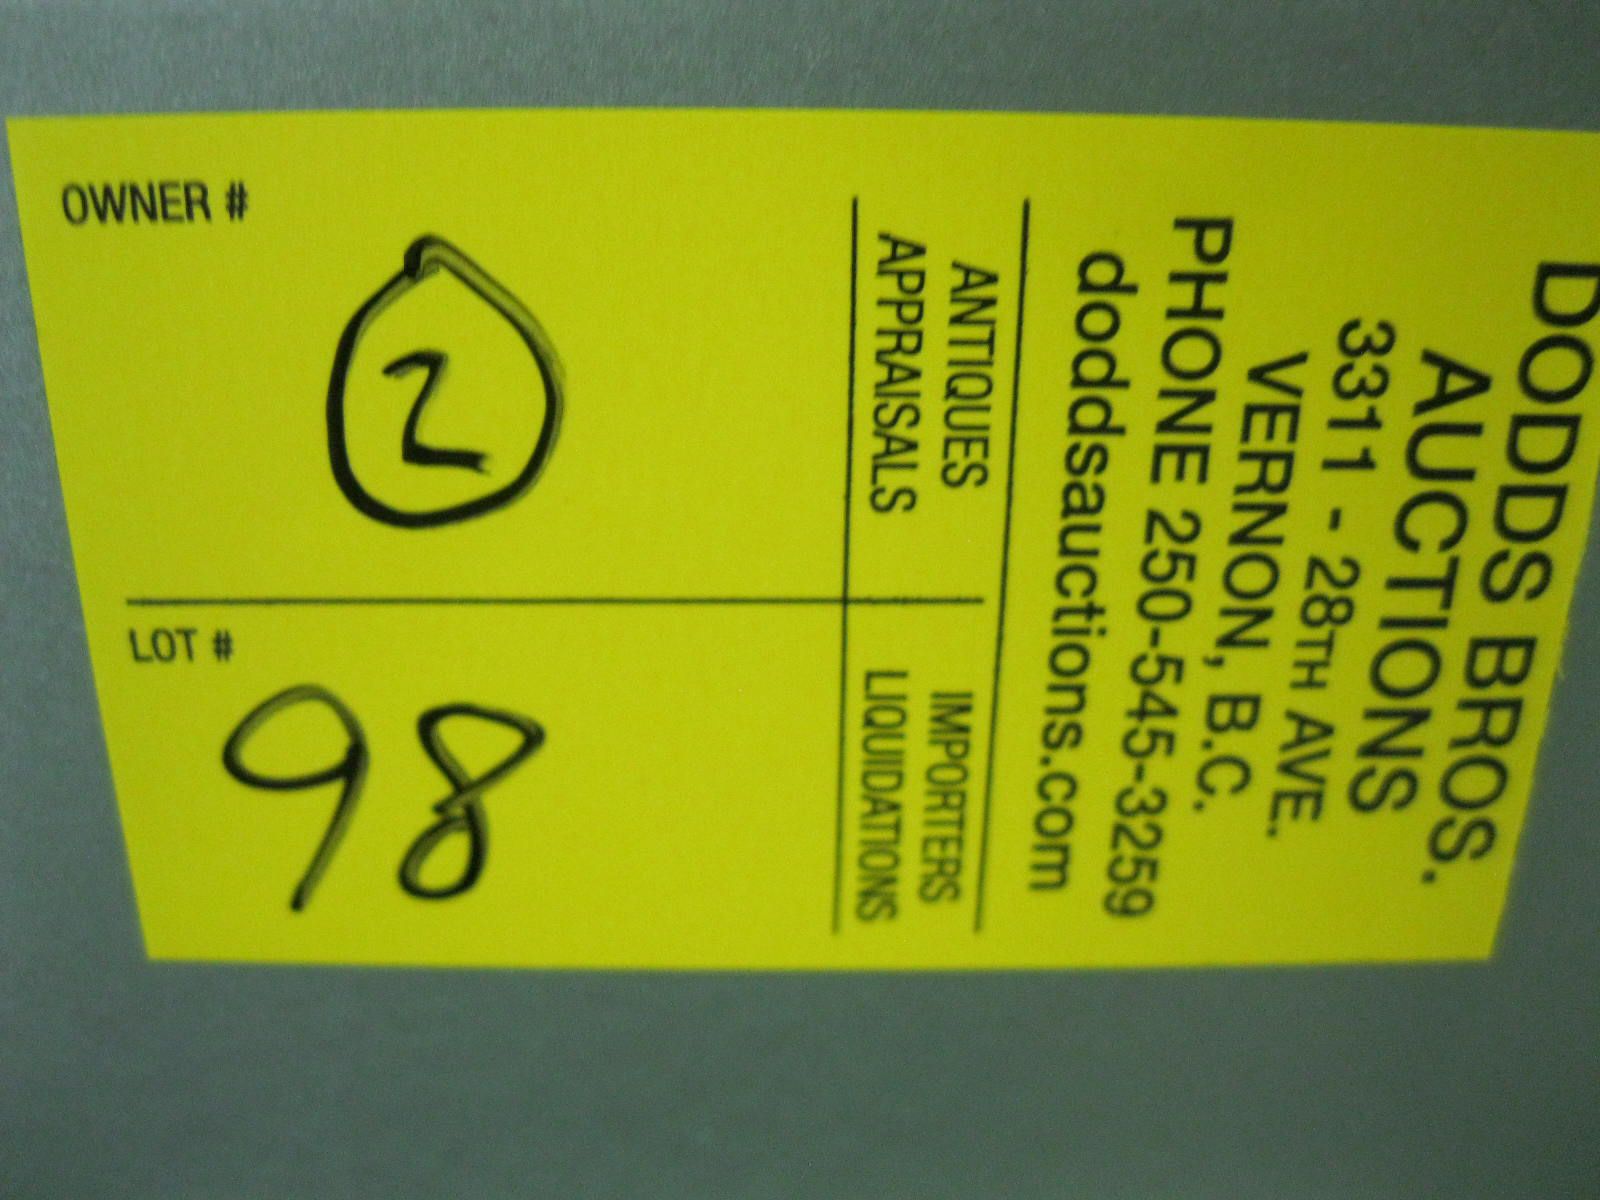 DODDS BROS.
AUCTIONS
3311 - 28TH AVE.
VERNON, B.C.
PHONE 250-545-3259
doddsauctions.com
ANTIQUES
APPRAISALS
IMPORTERS
LIQUIDATIONS
OWNER #
2
LOT #
98